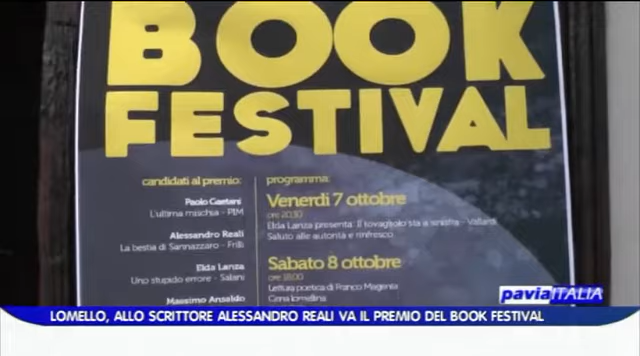 BOOK
FESTIVAL
candidati al premio:
Paolo Gaetani
L'ultima mischia - PIM
Alessandro Reali
La bestia di Sannazzaro - Frilli
Elda Lanza
Uno stupido errore - Salani
Massimo Ansaldo
programma:
Venerdì 7 ottobre
ore 20,30
Elda Lanza presenta: Il tovagliolo sta a sinistra - Vallardi
Saluto alle autorità e rinfresco
Sabato 8 ottobre
ore 18,00
Lettura poetica di Franco Magenta
Cena lomellina
paviaITALIA
LOMELLO, ALLO SCRITTORE ALESSANDRO REALI VA IL PREMIO DEL BOOK FESTIVAL